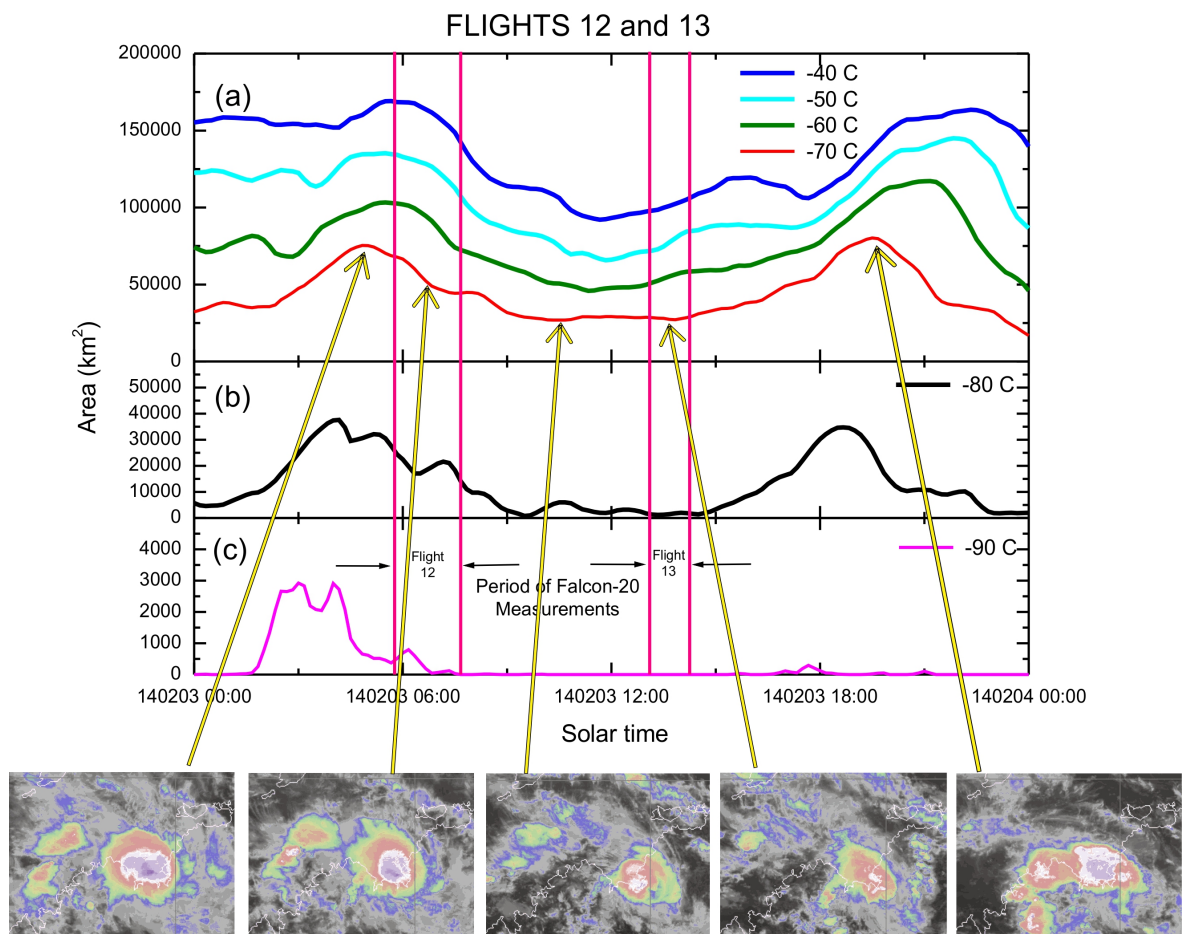 FLIGHTS 12 and 13
200000
150000
100000
50000
0
(a)
-40 C
-50 C
-60 C
-70 C
Area (km²)
50000
40000
30000
20000
10000
0
(b)
-80 C
4000
3000
2000
1000
0
(c)
-90 C
Flight
12
Flight
13
Period of Falcon-20
Measurements
140203 00:00
140203 06:00
140203 12:00
140203 18:00
140204 00:00
Solar time